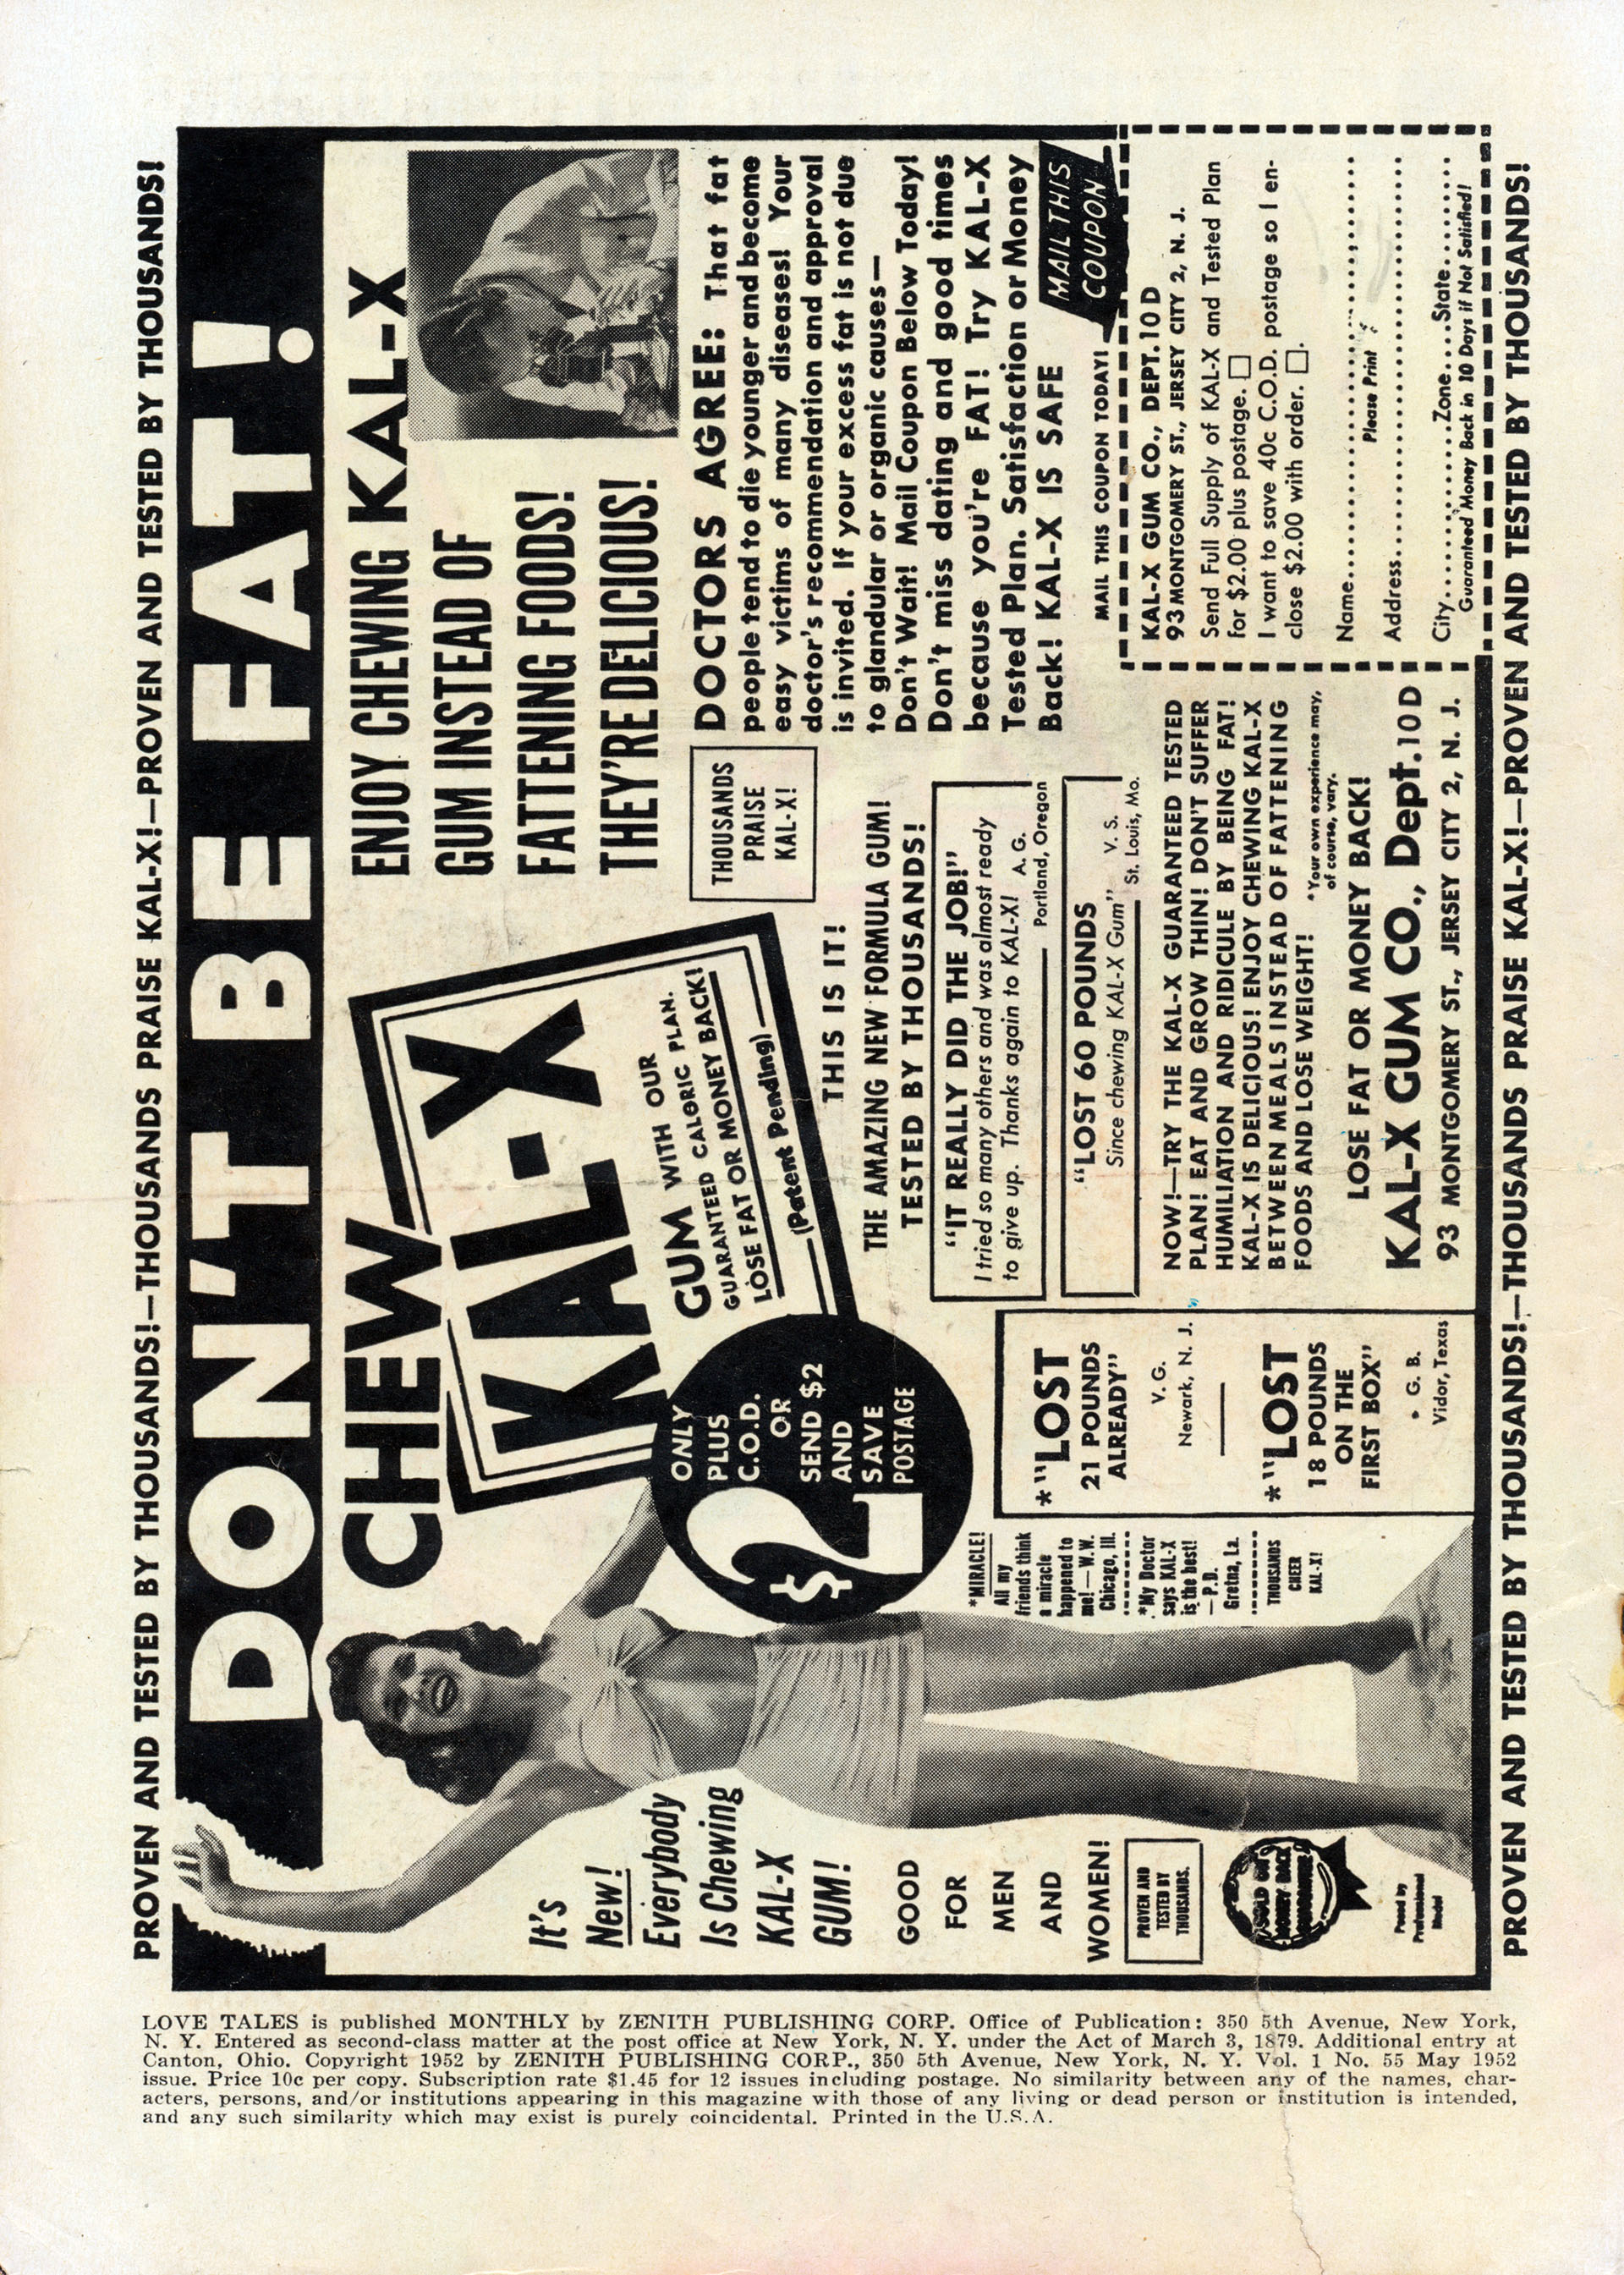 PROVEN AND TESTED BY THOUSANDS!—THOUSANDS PRAISE KAL-X!—PROVEN AND TESTED BY THOUSANDS!
DON'T BE FAT!
CHEW
KAL-X
GUM WITH OUR
GUARANTEED CALORIC PLAN.
LOSE FAT OR MONEY BACK!
(Patent Pending)
ENJOY CHEWING KAL-X
GUM INSTEAD OF
FATTENING FOODS!
THEY'RE DELICIOUS!
It's
New!
Everybody
Is Chewing
KAL-X
GUM!
GOOD
FOR
MEN
AND
WOMEN!
PROVEN AND
TESTED BY
THOUSANDS.
SOLD ON
MONEY BACK
GUARANTEE!
Posed by
Professional
Model
ONLY
$2
PLUS
C.O.D.
OR
SEND $2
AND
SAVE
POSTAGE
*MIRACLE!
All my
friends think
a miracle
happened to
me!—W.W.
Chicago, Ill.
*My Doctor
says KAL-X
is the best!
—P.D.
Gretna, La.
THOUSANDS
CHEER
KAL-X!
*"LOST
21 POUNDS
ALREADY"
V. G.
Newark, N. J.
*"LOST
18 POUNDS
ON THE
FIRST BOX"
• G. B.
Vidor, Texas
THIS IS IT!
THE AMAZING NEW FORMULA GUM!
TESTED BY THOUSANDS!
THOUSANDS
PRAISE
KAL-X!
"IT REALLY DID THE JOB!"
I tried so many others and was almost ready
to give up. Thanks again to KAL-X! A.G.
Portland, Oregon
"LOST 60 POUNDS
Since chewing KAL-X Gum" V. S.
St. Louis, Mo.
NOW!—TRY THE KAL-X GUARANTEED TESTED
PLAN! EAT AND GROW THIN! DON'T SUFFER
HUMILIATION AND RIDICULE BY BEING FAT!
KAL-X IS DELICIOUS! ENJOY CHEWING KAL-X
BETWEEN MEALS INSTEAD OF FATTENING
FOODS AND LOSE WEIGHT!
*Your own experience may,
of course, vary.
LOSE FAT OR MONEY BACK!
KAL-X GUM CO., Dept. 10 D
93 MONTGOMERY ST., JERSEY CITY 2, N. J.
DOCTORS AGREE: That fat
people tend to die younger and become
easy victims of many diseases! Your
doctor's recommendation and approval
is invited. If your excess fat is not due
to glandular or organic causes—
Don't Wait! Mail Coupon Below Today!
Don't miss dating and good times
because you're FAT! Try KAL-X
Tested Plan. Satisfaction or Money
Back! KAL-X IS SAFE
MAIL THIS
COUPON
MAIL THIS COUPON TODAY!
KAL-X GUM CO., DEPT. 10 D
93 MONTGOMERY ST., JERSEY CITY 2, N. J.
Send Full Supply of KAL-X and Tested Plan
for $2.00 plus postage.
I want to save 40c C.O.D. postage so I en-
close $2.00 with order.
Name
Please Print
Address
City Zone State
Guaranteed Money Back in 10 Days if Not Satisfied!
PROVEN AND TESTED BY THOUSANDS!—THOUSANDS PRAISE KAL-X!—PROVEN AND TESTED BY THOUSANDS!
LOVE TALES is published MONTHLY by ZENITH PUBLISHING CORP. Office of Publication: 350 5th Avenue, New York,
N. Y. Entered as second-class matter at the post office at New York, N. Y. under the Act of March 3, 1879. Additional entry at
Canton, Ohio. Copyright 1952 by ZENITH PUBLISHING CORP., 350 5th Avenue, New York, N. Y. Vol. 1 No. 55 May 1952
issue. Price 10c per copy. Subscription rate $1.45 for 12 issues including postage. No similarity between any of the names, char-
acters, persons, and/or institutions appearing in this magazine with those of any living or dead person or institution is intended,
and any such similarity which may exist is purely coincidental. Printed in the U.S.A.